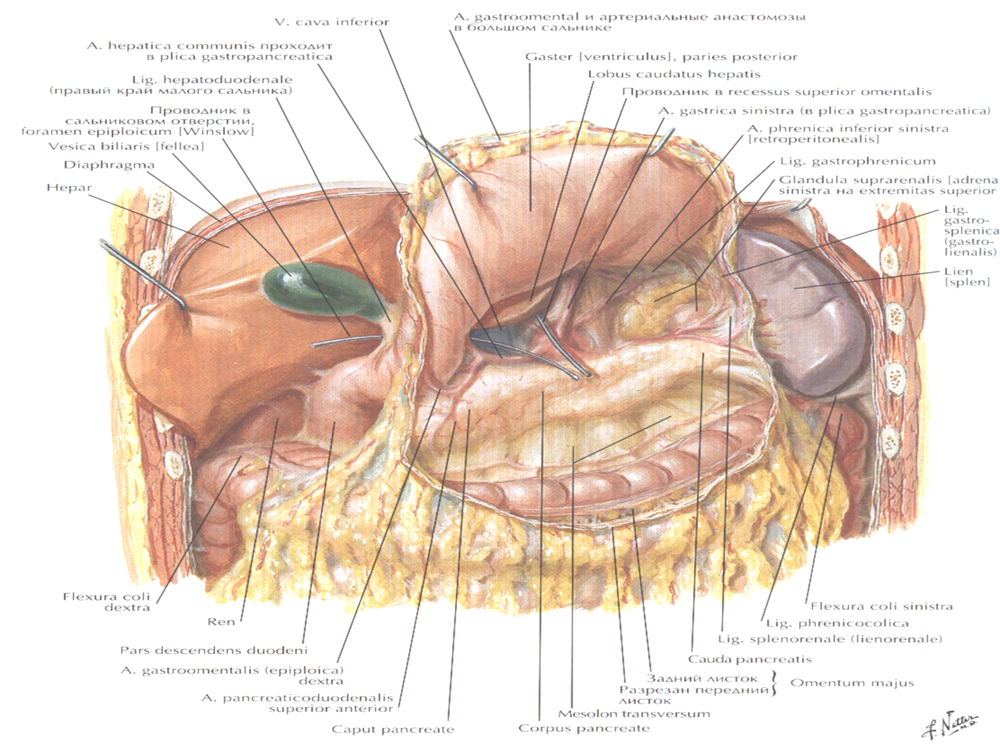 V. cava inferior
A. gastroomental и артериальные анастомозы
в большом сальнике
A. hepatica communis проходит
в plica gastropancreatica
Gaster [ventriculus], paries posterior
Lig. hepatoduodenale
(правый край малого сальника)
Lobus caudatus hepatis
Проводник в recessus superior omentalis
Проводник в
сальниковом отверстии,
foramen epiploicum [Winslow]
A. gastrica sinistra (в plica gastropancreatica)
A. phrenica inferior sinistra
[retroperitonealis]
Vesica biliaris [fellea]
Lig. gastrophrenicum
Diaphragma
Glandula suprarenalis [adrena
sinistra на extremitas superior
Hepar
Lig.
gastro-
splenica
(gastro-
lienalis)
Lien
[splen]
Flexura coli
dextra
Ren
Pars descendens duodeni
A. gastroomentalis (epiploica)
dextra
A. pancreaticoduodenalis
superior anterior
Caput pancreate
Corpus pancreate
Mesolon transversum
Задний листок
Разрезан передний
листок
Omentum majus
Cauda pancreatis
Lig. splenorenale (lienorenale)
Lig. phrenicocolica
Flexura coli sinistra
F. Netter
M.D.